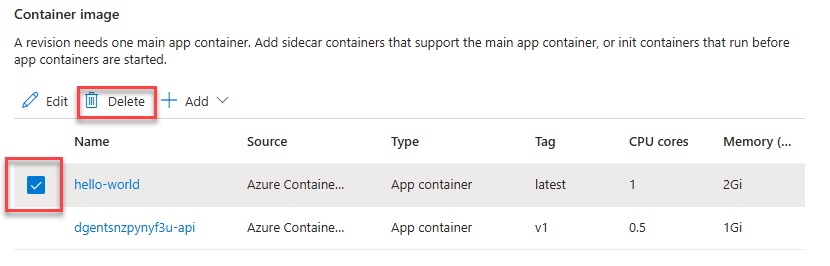 Container image
A revision needs one main app container. Add sidecar containers that support the main app container, or init containers that run before
app containers are started.
Edit Delete Add
Name Source Type Tag CPU cores Memory (...
hello-world Azure Containe... App container latest 1 2Gi
dgentsnzpynyf3u-api Azure Containe... App container v1 0.5 1Gi